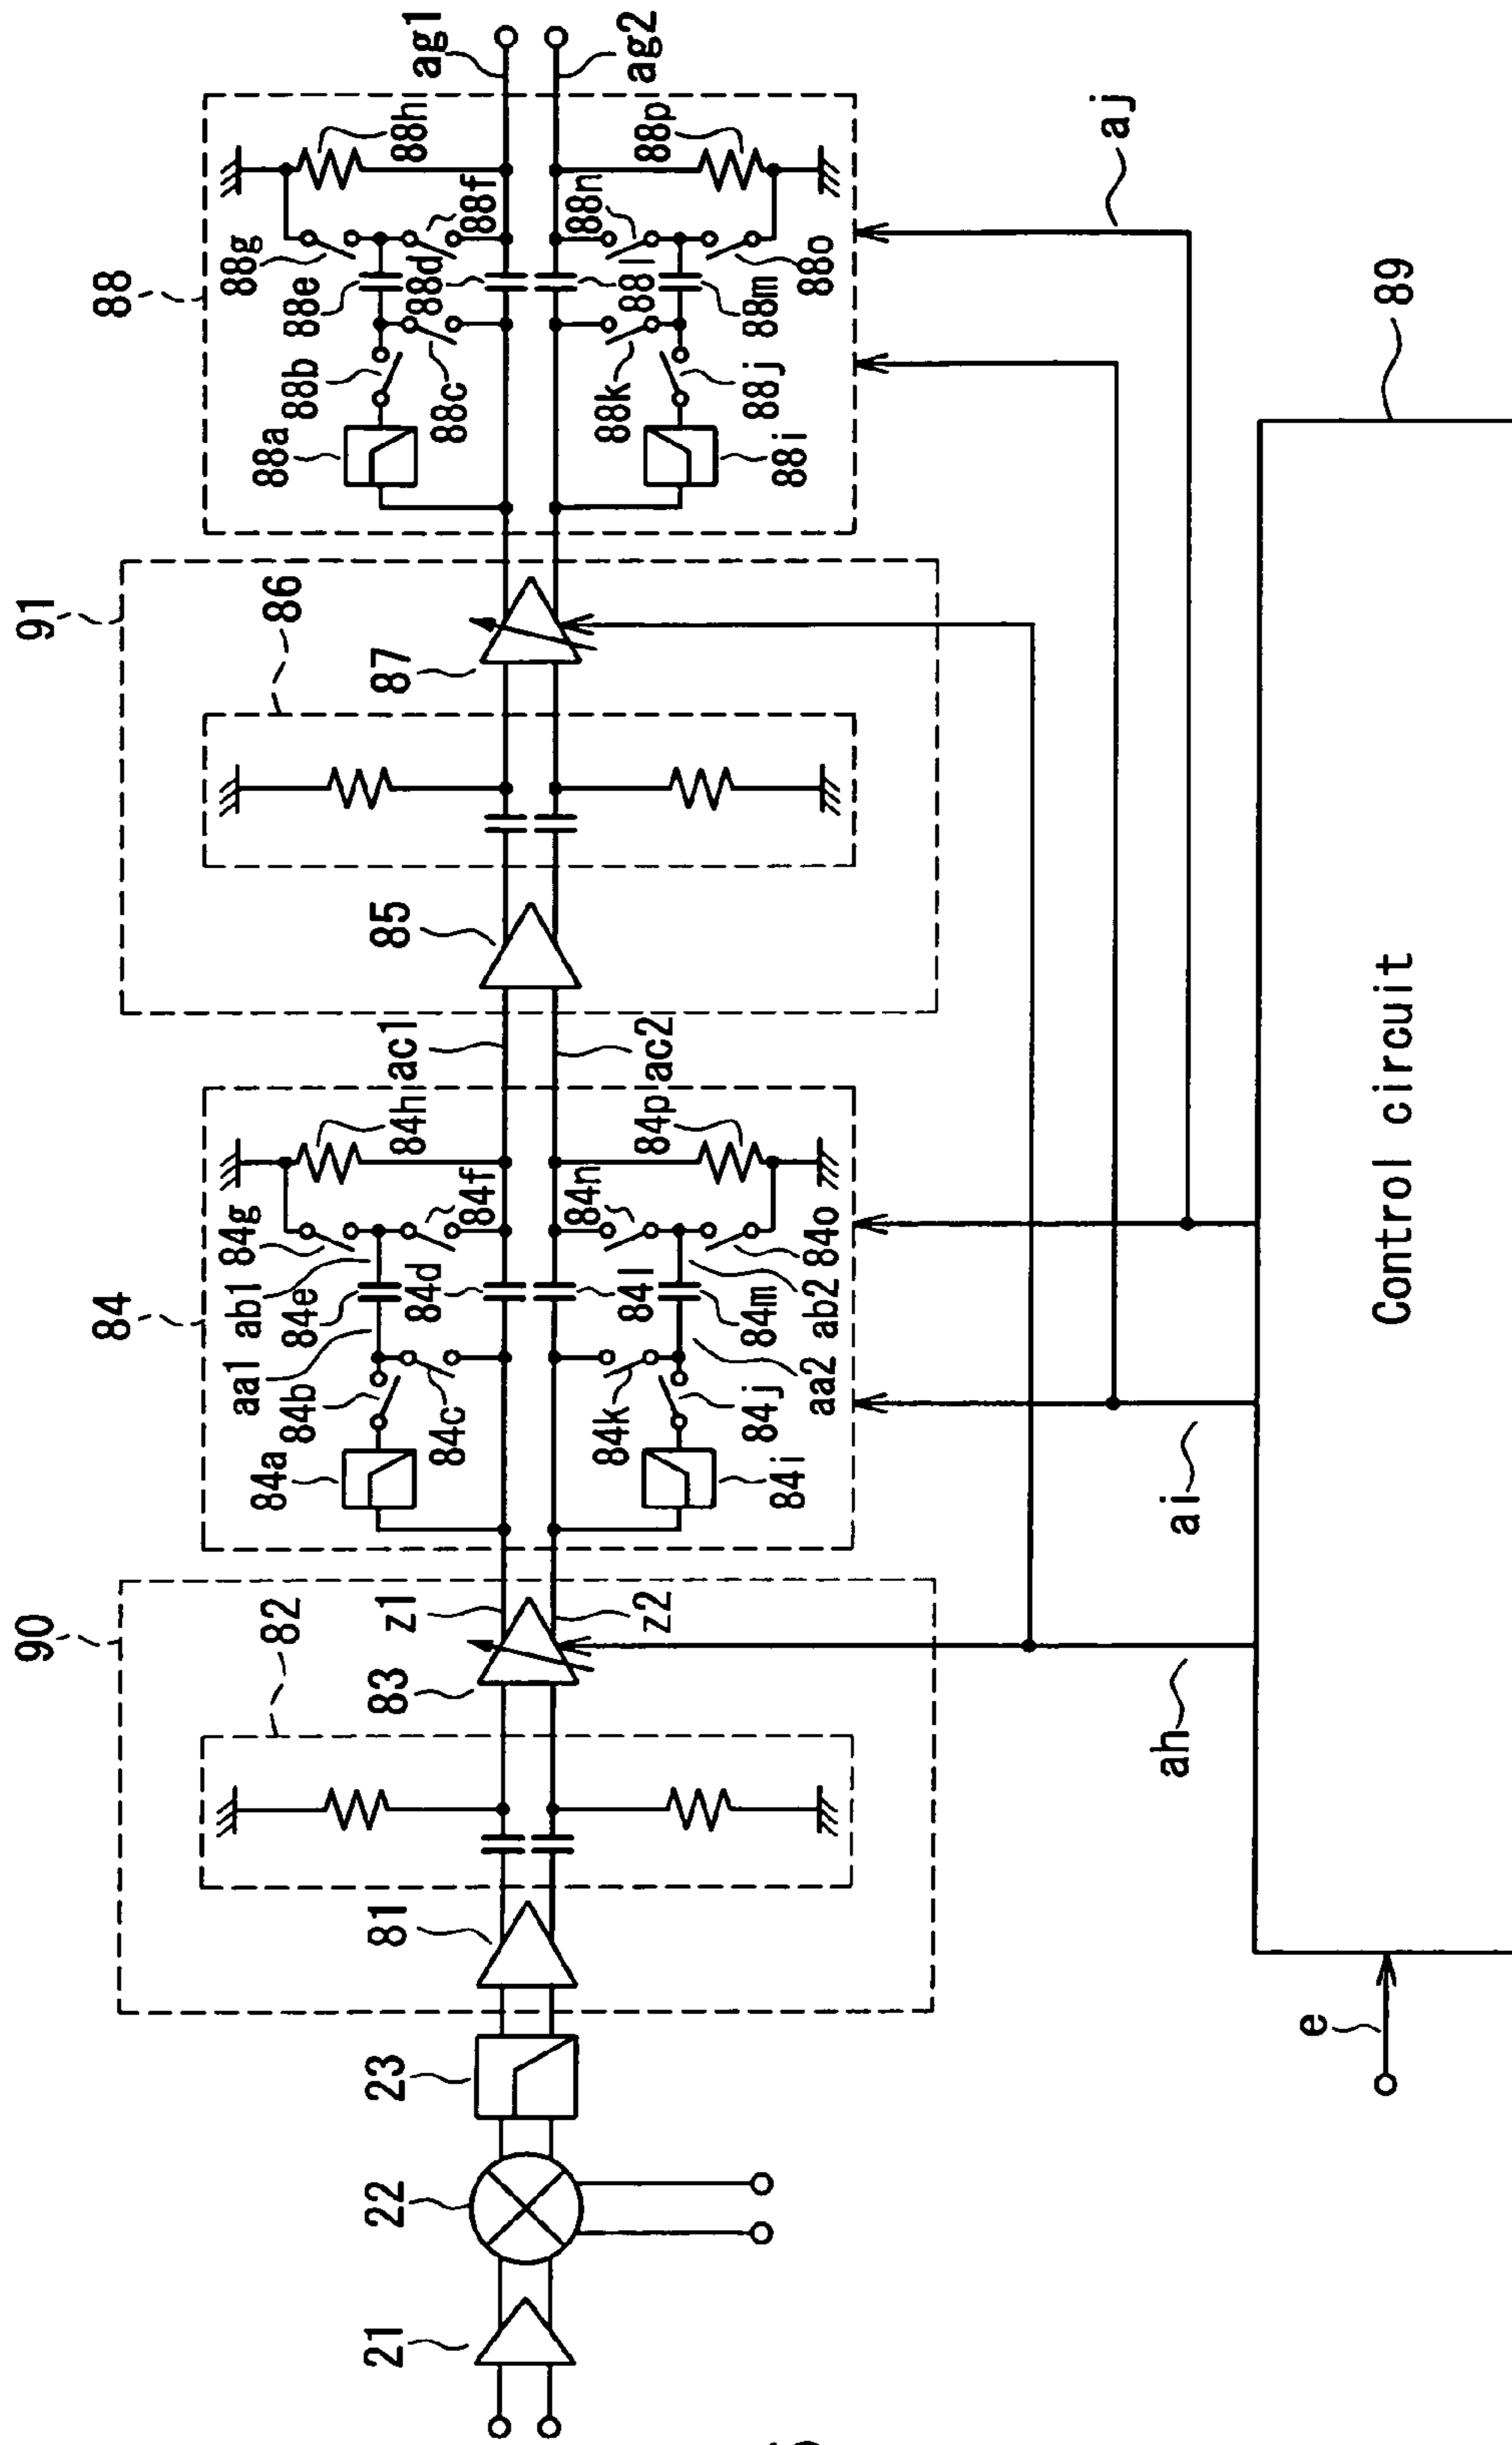 90
91
84
88
82
86
21
22
23
81
83
z1
z2
84a
84b
aa1
84c
84e
ab1
84d
84g
84f
84h
84i
84j
84k
aa2
84l
84m
ab2
84n
84o
84p
ac1
ac2
85
87
88a
88b
88c
88e
88d
88g
88f
88h
88i
88j
88k
88l
88m
88n
88o
88p
ag1
ag2
ah
ai
aj
e
Control circuit
89